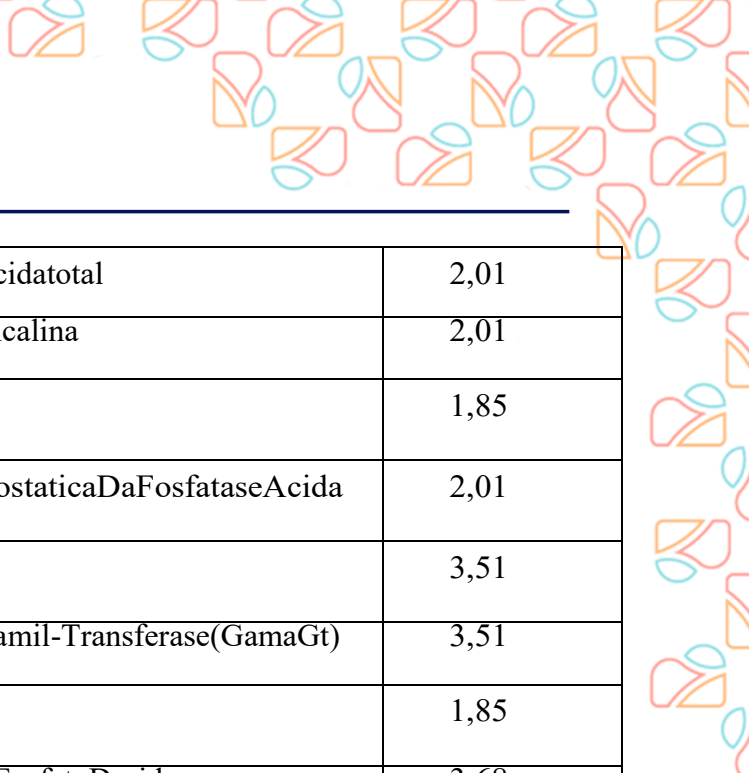 cidatotal 2,01
calina 2,01
1,85
ostaticaDaFosfataseAcida 2,01
3,51
amil-Transferase(GamaGt) 3,51
1,85